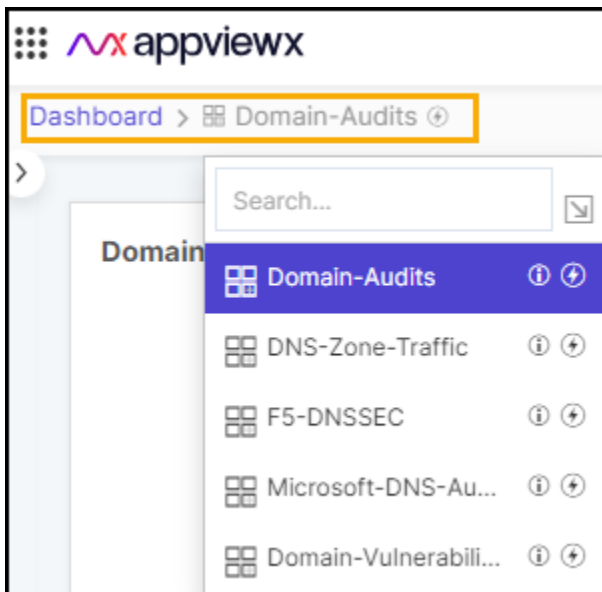 appviewx
Dashboard > Domain-Audits
Search...
Domain
Domain-Audits
DNS-Zone-Traffic
F5-DNSSEC
Microsoft-DNS-Au...
Domain-Vulnerabili...